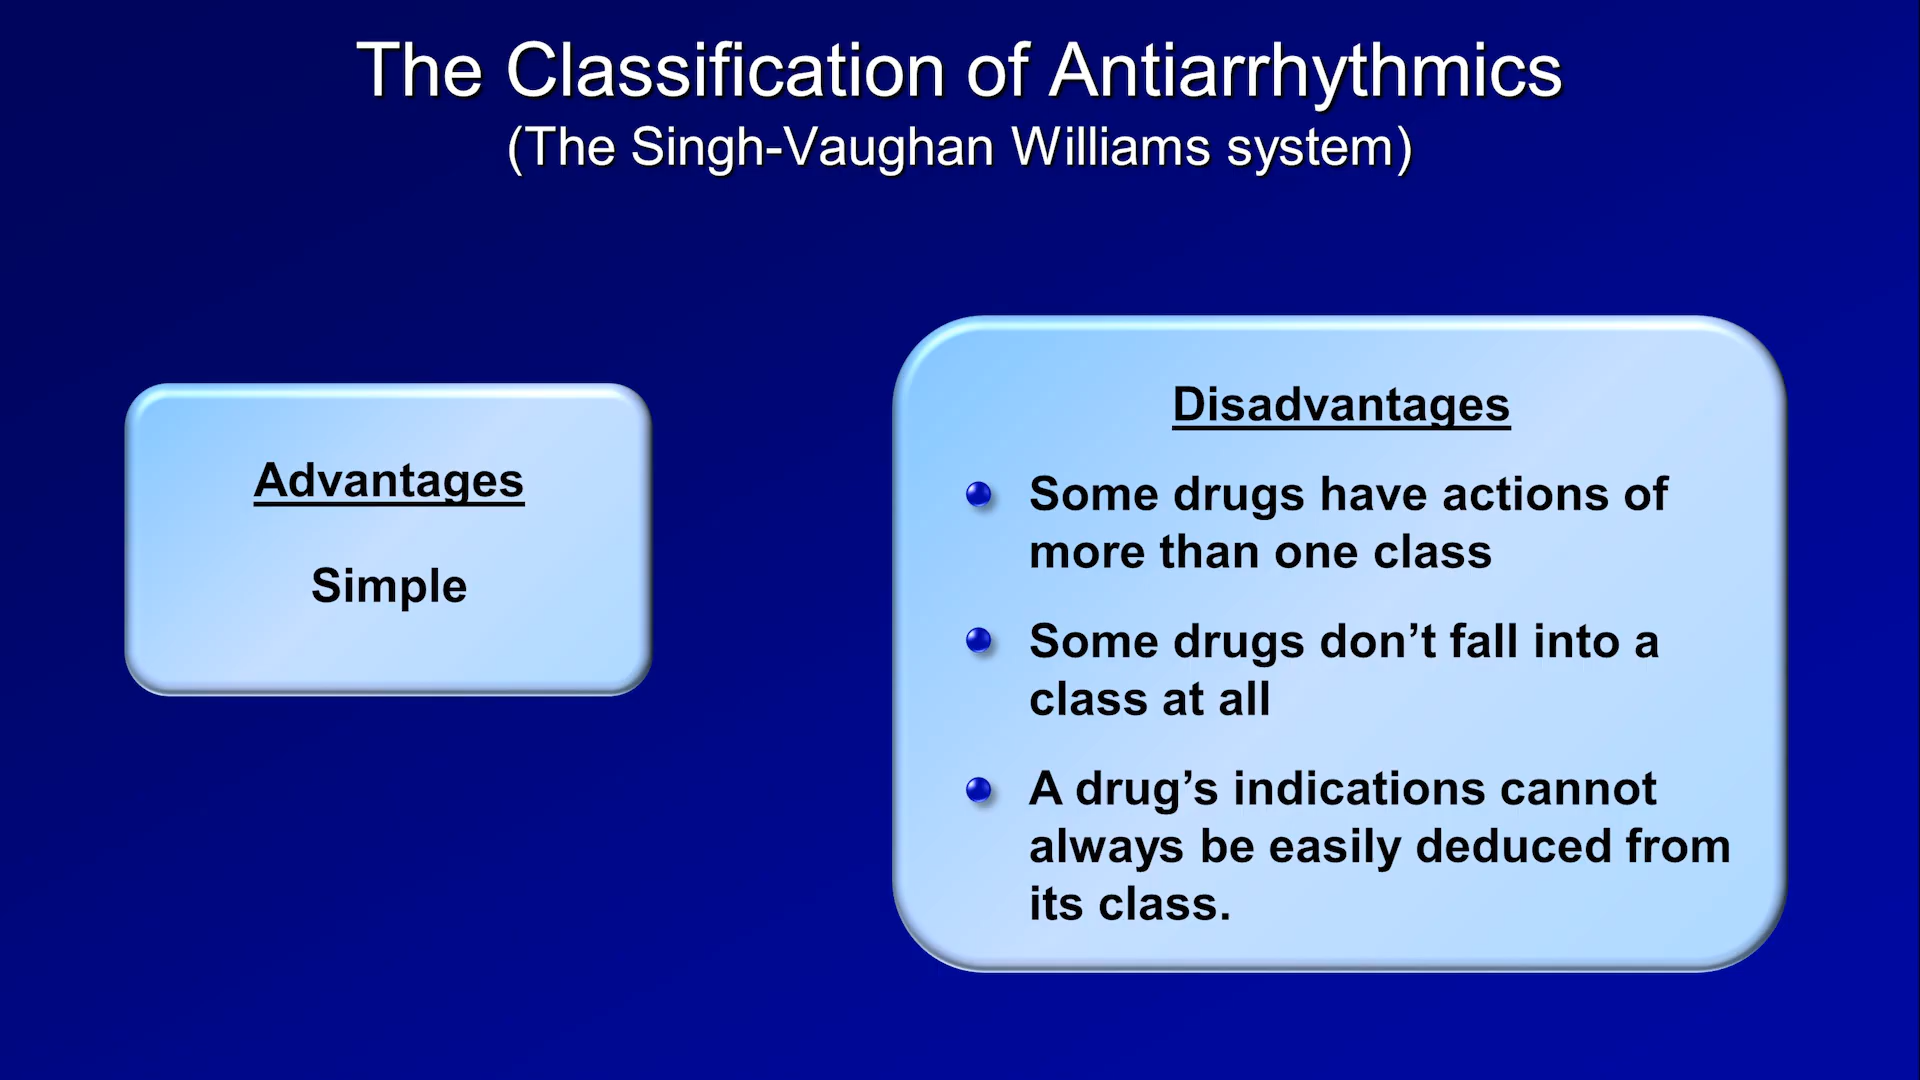 The Classification of Antiarrhythmics
(The Singh-Vaughan Williams system)
Advantages
Simple
Disadvantages
Some drugs have actions of
more than one class
Some drugs don’t fall into a
class at all
A drug’s indications cannot
always be easily deduced from
its class.